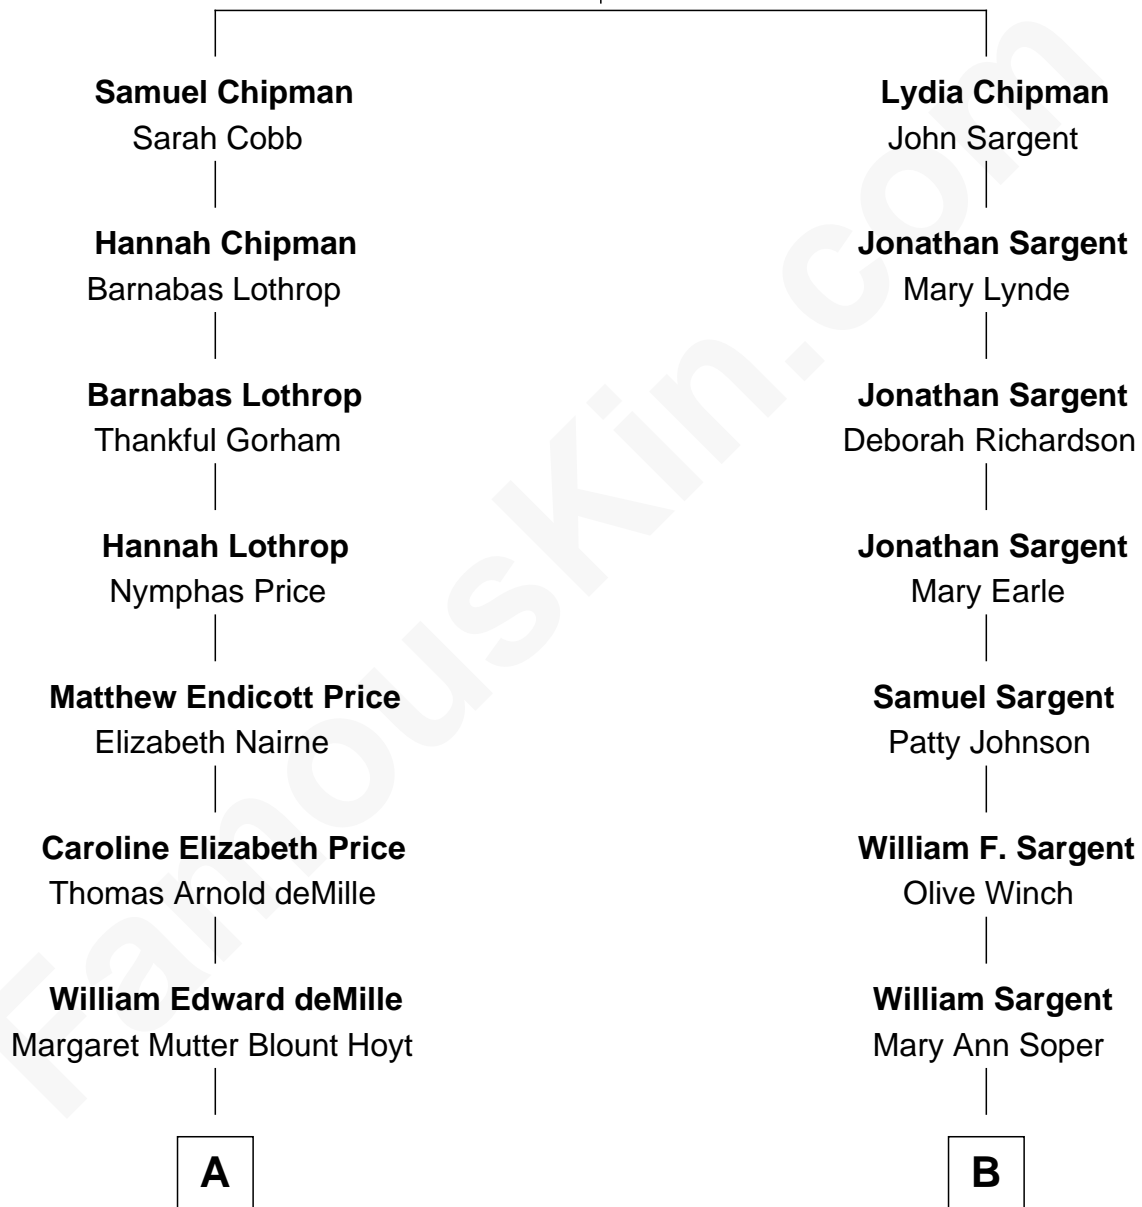 Samuel Chipman
Sarah Cobb
Lydia Chipman
John Sargent
Hannah Chipman
Barnabas Lothrop
Jonathan Sargent
Mary Lynde
Barnabas Lothrop
Thankful Gorham
Jonathan Sargent
Deborah Richardson
Hannah Lothrop
Nymphas Price
Jonathan Sargent
Mary Earle
Matthew Endicott Price
Elizabeth Nairne
Samuel Sargent
Patty Johnson
Caroline Elizabeth Price
Thomas Arnold deMille
William F. Sargent
Olive Winch
William Edward deMille
Margaret Mutter Blount Hoyt
William Sargent
Mary Ann Soper
A
B
FamousKin.com